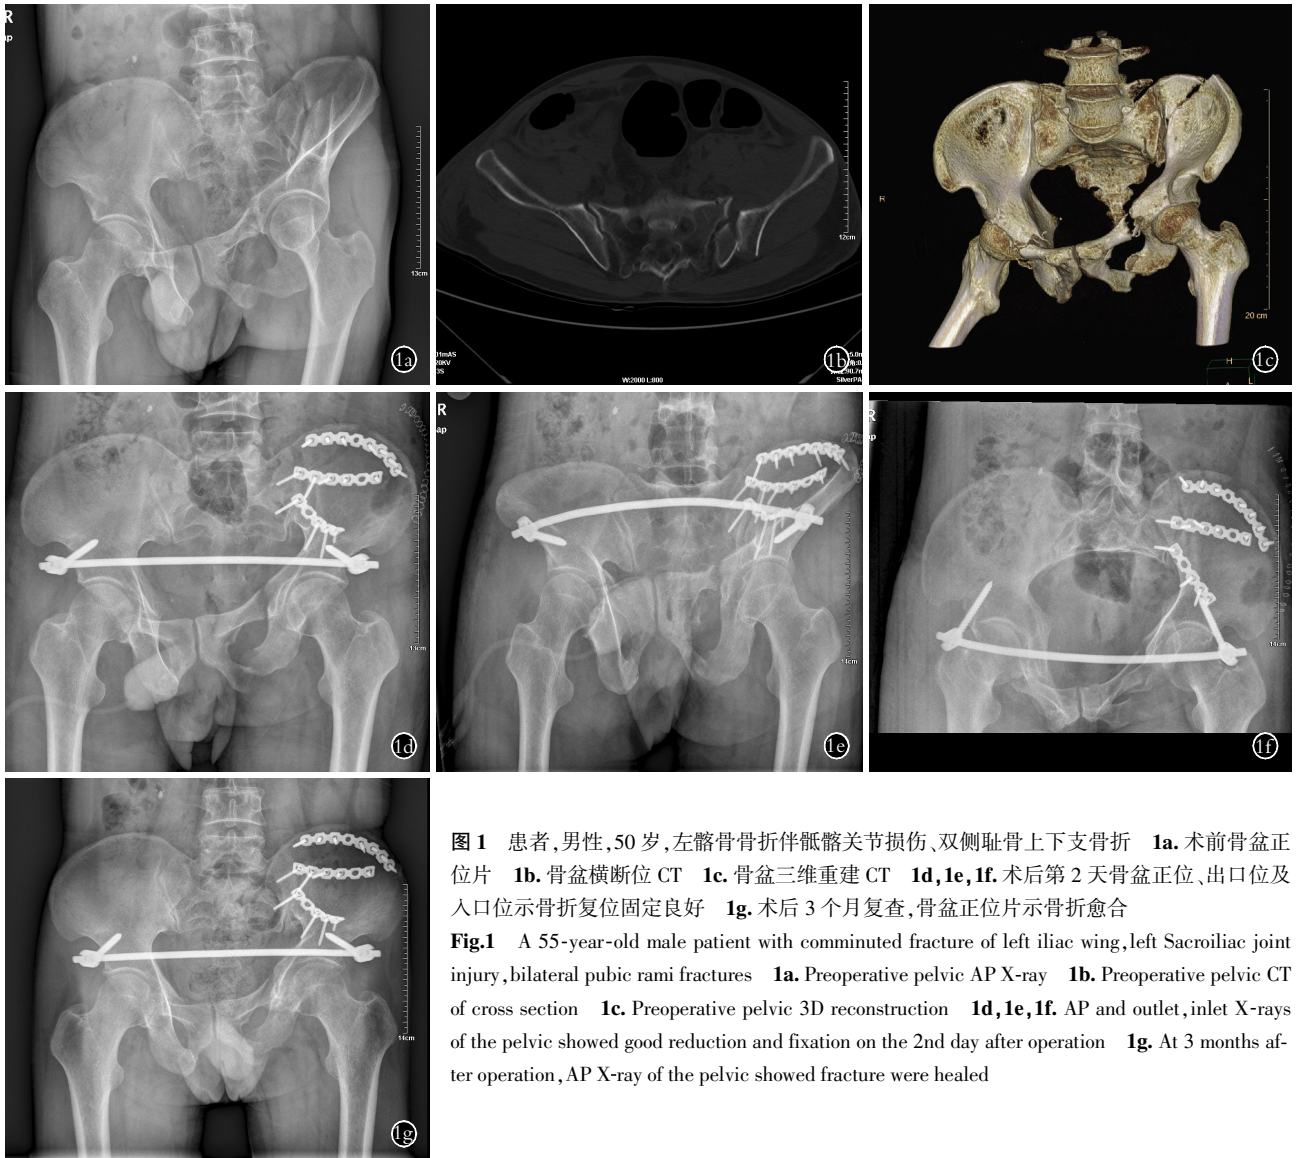 R
ap
13cm
1a
12cm
W:2000 L:800
1b
R
20 cm
H
L
1c
13cm
1d
R
ap
14cm
1e
R
ap
14cm
1f
14cm
1g
图1 患者,男性,50 岁,左髂骨骨折伴骶髂关节损伤、双侧耻骨上下支骨折 1a. 术前骨盆正
位片 1b. 骨盆横断位 CT 1c. 骨盆三维重建 CT 1d,1e,1f. 术后第 2 天骨盆正位、出口位及
入口位示骨折复位固定良好 1g. 术后 3 个月复查,骨盆正位片示骨折愈合
Fig.1 A 55-year-old male patient with comminuted fracture of left iliac wing,left Sacroiliac joint
injury,bilateral pubic rami fractures 1a. Preoperative pelvic AP X-ray 1b. Preoperative pelvic CT
of cross section 1c. Preoperative pelvic 3D reconstruction 1d,1e,1f. AP and outlet,inlet X-rays
of the pelvic showed good reduction and fixation on the 2nd day after operation 1g. At 3 months af-
ter operation,AP X-ray of the pelvic showed fracture were healed